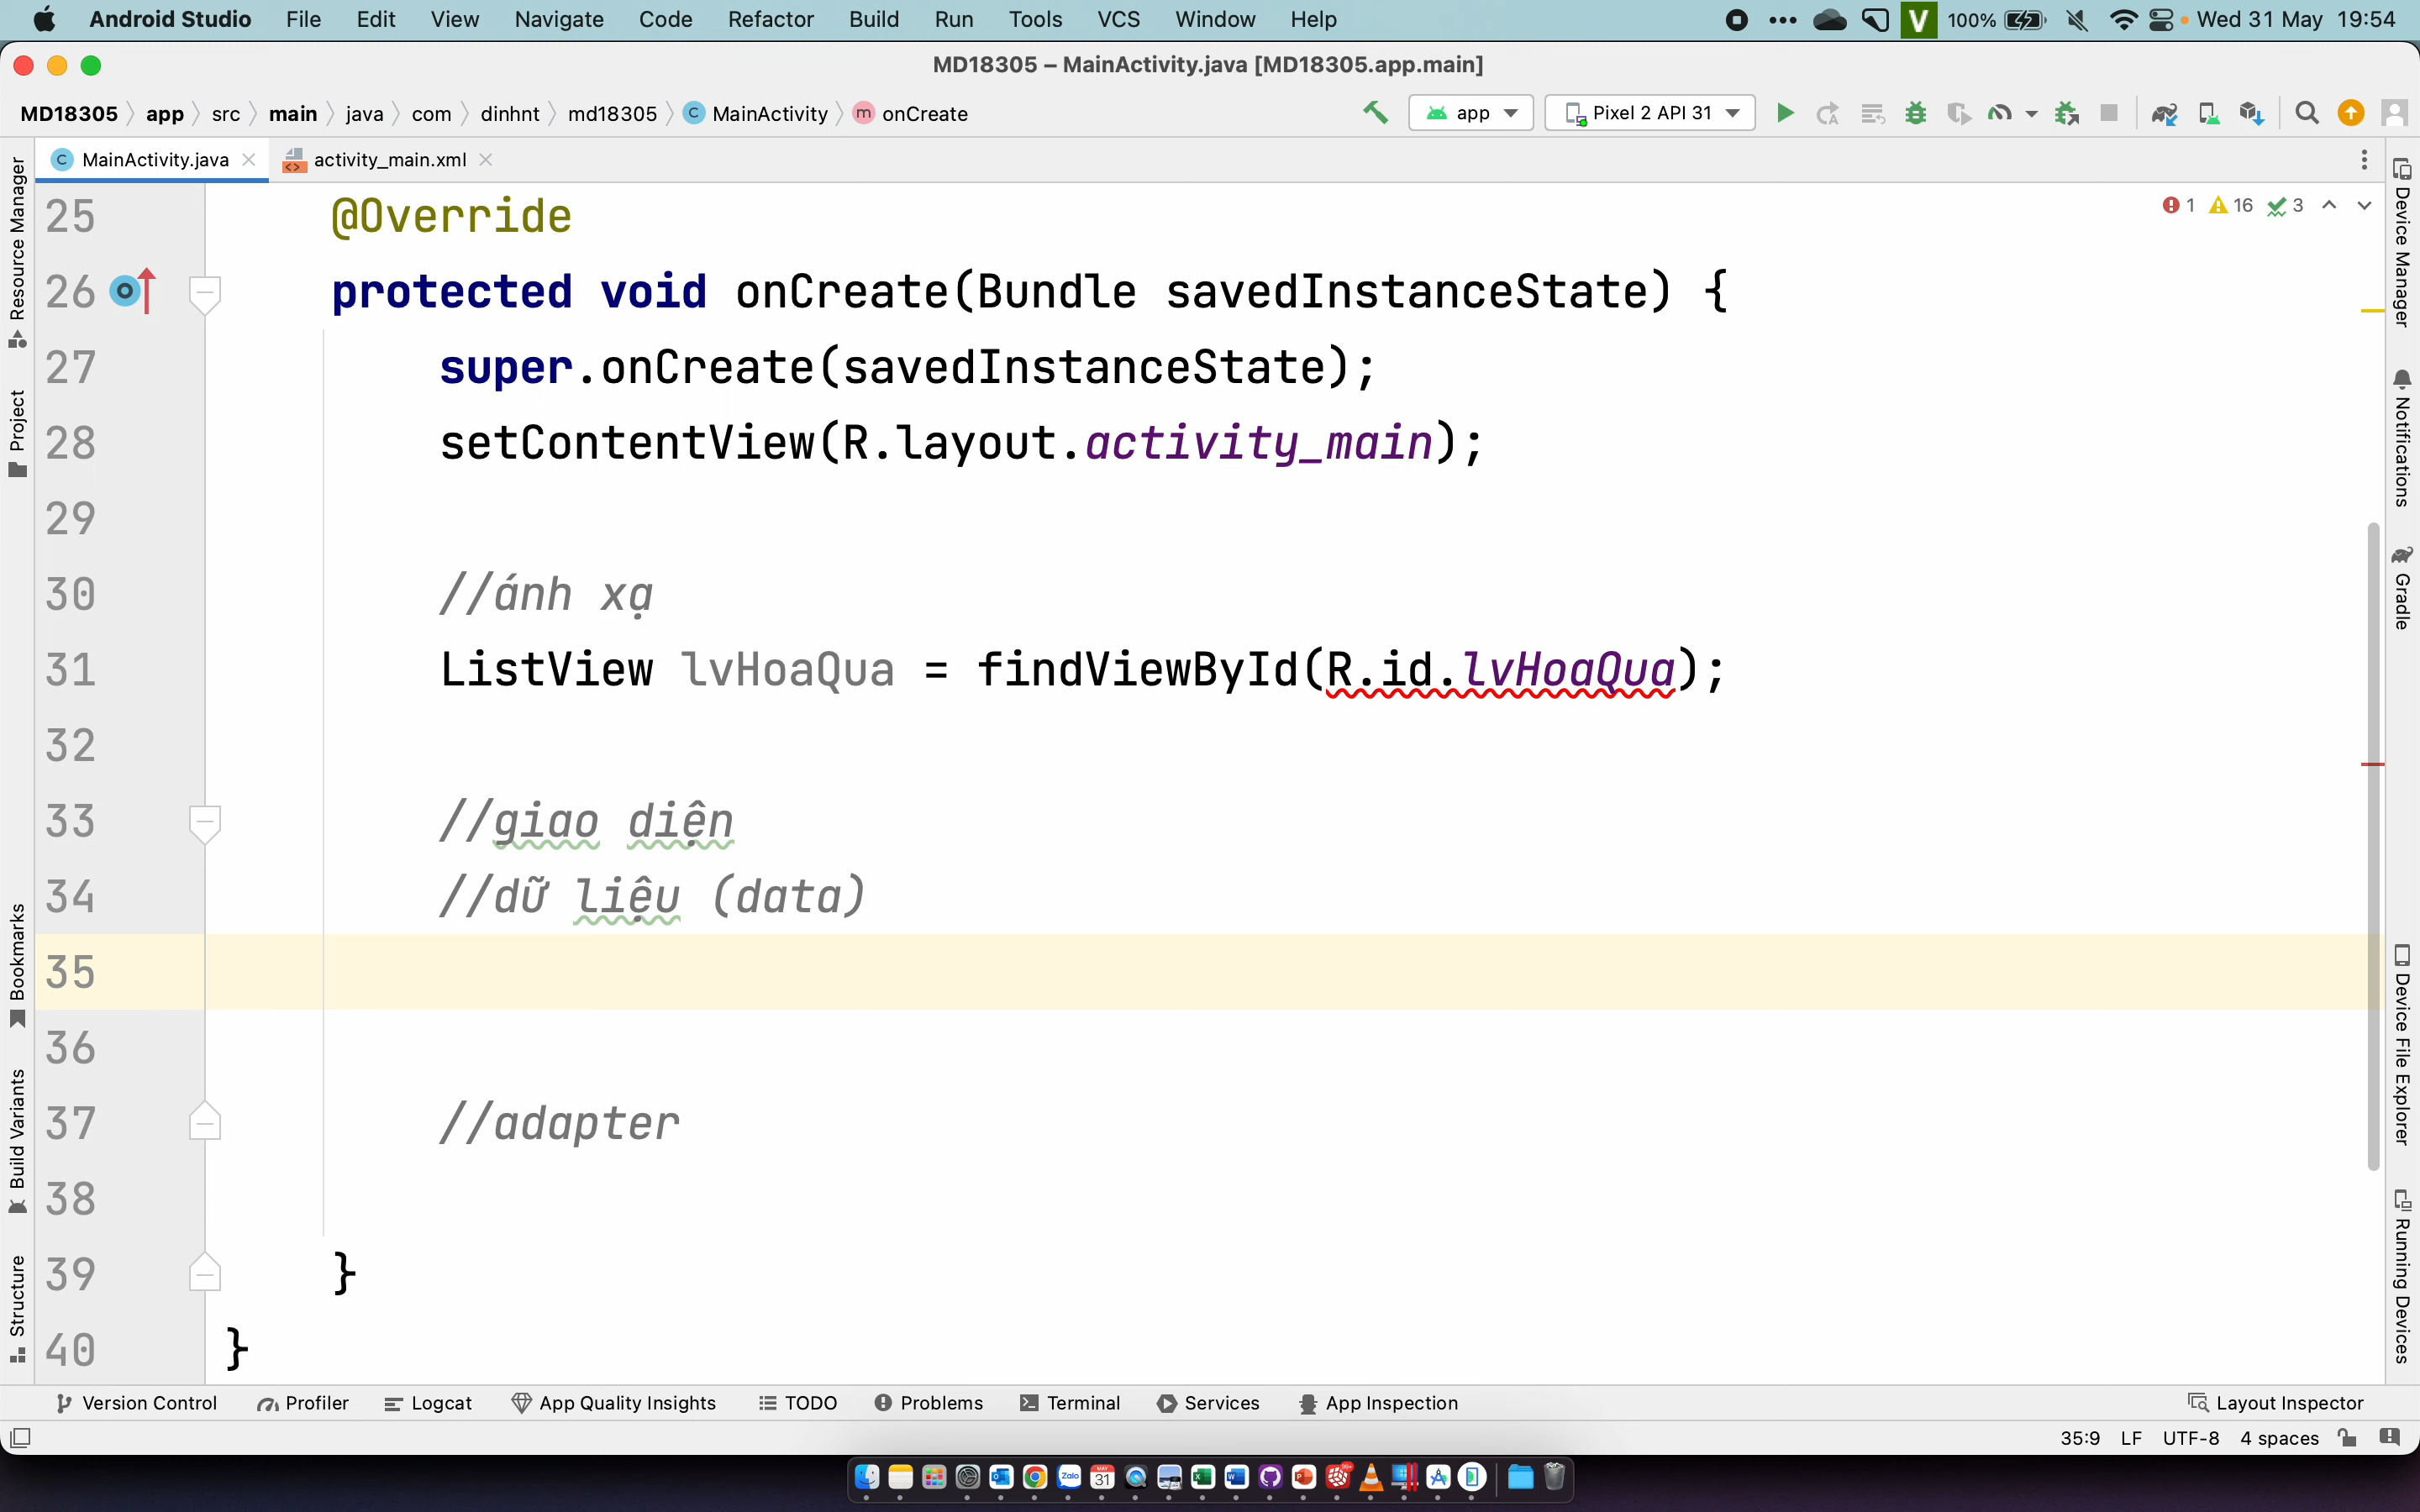 Android Studio File Edit View Navigate Code Refactor Build Run Tools VCS Window Help V 100% Wed 31 May 19:54
MD18305 – MainActivity.java [MD18305.app.main]
MD18305 app src main java com dinhnt md18305 C MainActivity m onCreate app Pixel 2 API 31
C MainActivity.java activity_main.xml
1 16 3
25 @Override
26 protected void onCreate(Bundle savedInstanceState) {
27 super.onCreate(savedInstanceState);
28 setContentView(R.layout.activity_main);
29
30 //ánh xạ
31 ListView lvHoaQua = findViewById(R.id.lvHoaQua);
32
33 //giao diện
34 //dữ liệu (data)
35
36
37 //adapter
38
39 }
40 }
Resource Manager
Project
Bookmarks
Build Variants
Structure
Device Manager
Notifications
Gradle
Device File Explorer
Running Devices
Version Control Profiler Logcat App Quality Insights TODO Problems Terminal Services App Inspection Layout Inspector
35:9 LF UTF-8 4 spaces
Zalo
31